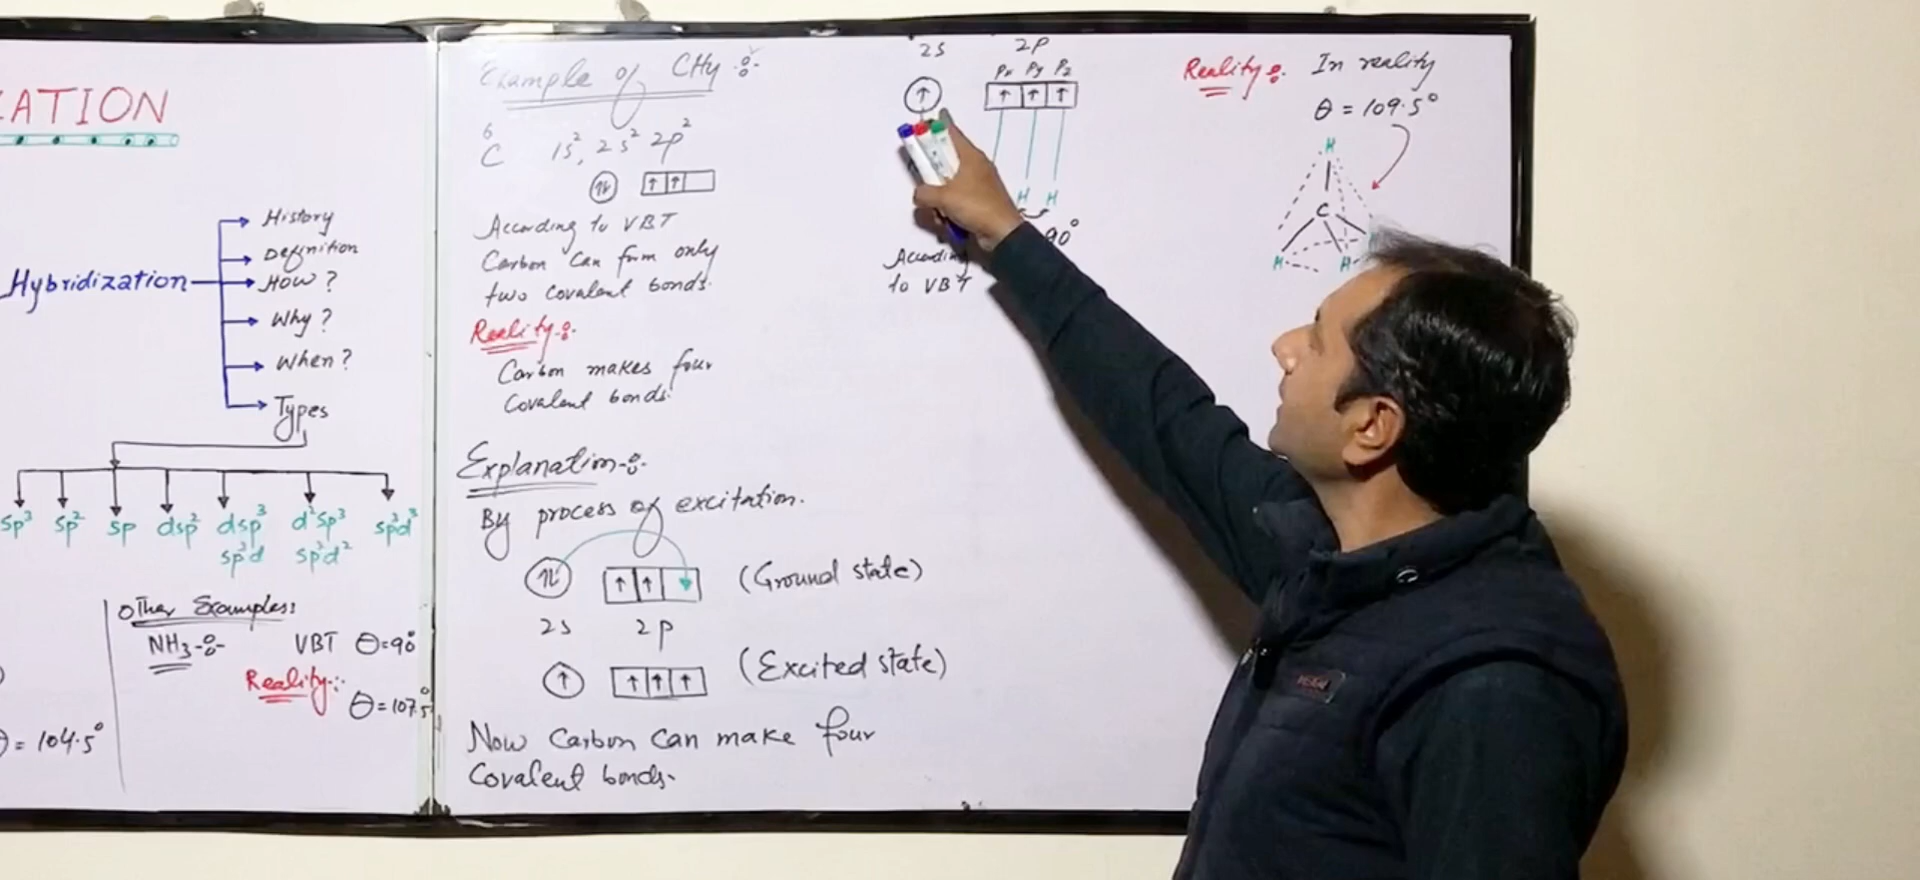 IZATION
Hybridization
History
Definition
How?
Why?
When?
Types
sp³ sp² sp dsp² dsp³ d²sp³ sp³d³
sp³d sp³d²
Other Examples:
NH₃
VBT θ=90°
Reality:
θ=107.5°
θ = 104.5°
Example of CH₄
6
C 1s², 2s² 2p²
↑↓ ↑ ↑
According to VBT
Carbon can form only
two covalent bonds.
Reality
Carbon makes four
Covalent bonds.
Explanation
By process of excitation.
↑↓ ↑ ↑ (Ground state)
2s 2p
↑ ↑ ↑ ↑ (Excited state)
Now Carbon Can make four
Covalent bonds.
2s 2p
Px Py Pz
↑ ↑ ↑ ↑
H H
90°
According
to VBT
Reality In reality
θ = 109.5°
H
C
H H